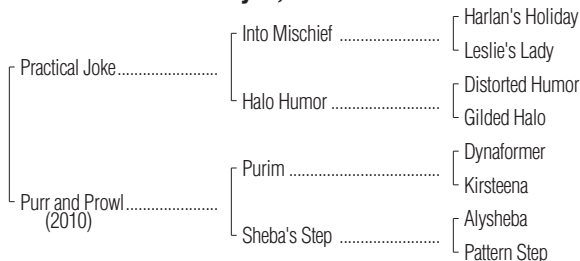 Harlan's Holiday
Into Mischief ......................
Leslie's Lady
Practical Joke.......................
Distorted Humor
Halo Humor .......................
Gilded Halo
Dynaformer
Purim ..................................
Kirsteena
Purr and Prowl.....................
(2010)
Alysheba
Sheba's Step ......................
Pattern Step